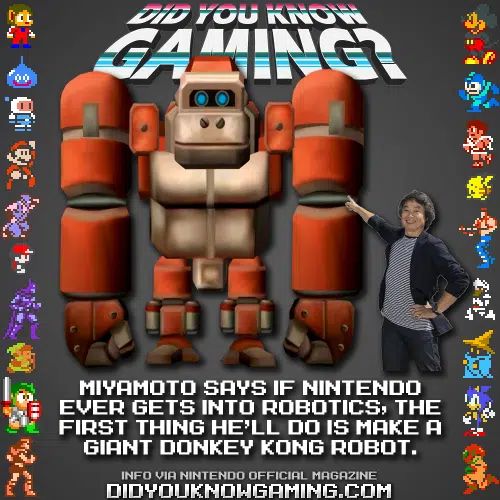 DID YOU KNOW
GAMING?
MIYAMOTO SAYS IF NINTENDO
EVER GETS INTO ROBOTICS, THE
FIRST THING HE'LL DO IS MAKE A
GIANT DONKEY KONG ROBOT.
INFO VIA NINTENDO OFFICIAL MAGAZINE
DIDYOUKNOWGAMING.COM